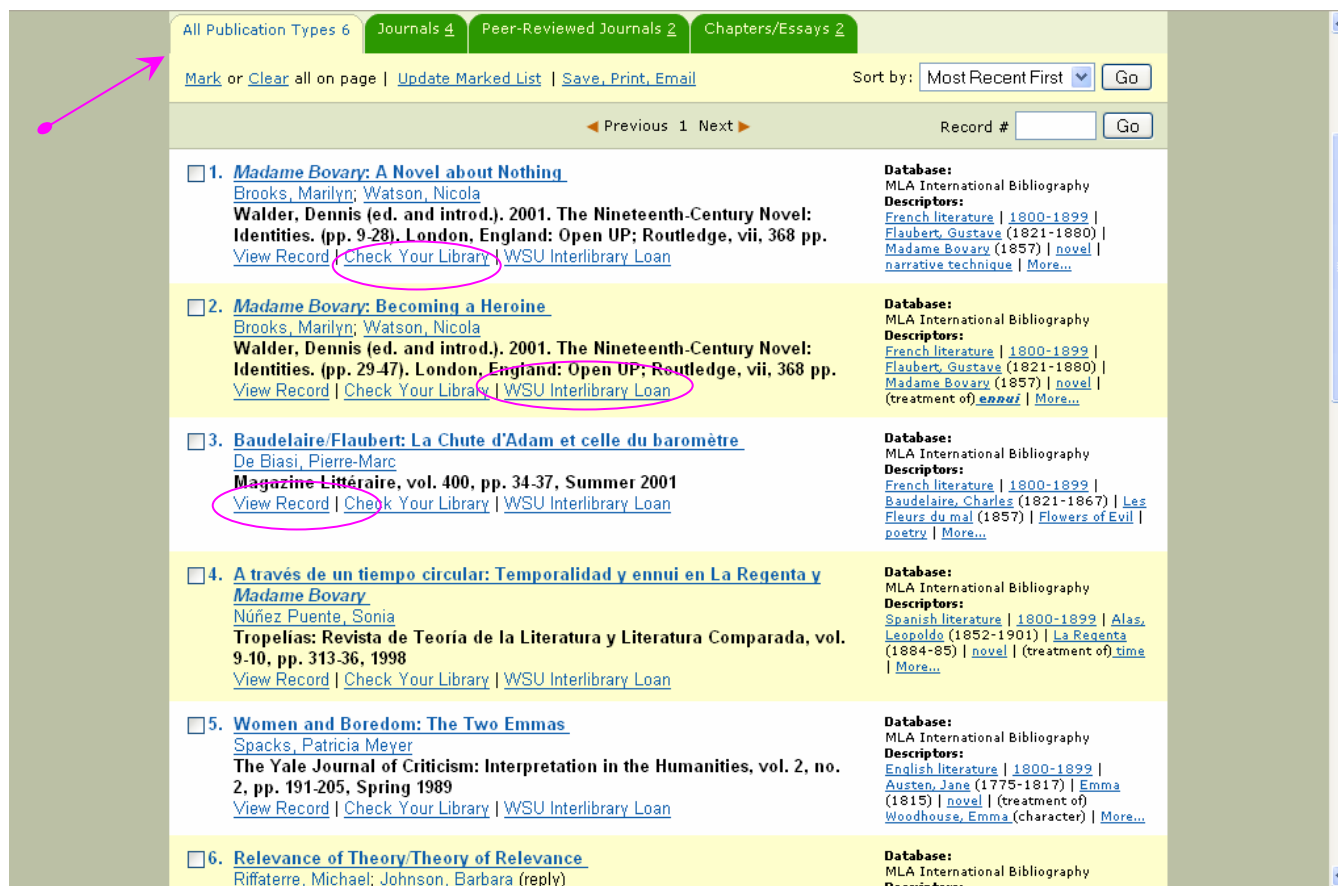 All Publication Types 6 Journals 4 Peer-Reviewed Journals 2 Chapters/Essays 2
Mark or Clear all on page | Update Marked List | Save, Print, Email Sort by: Most Recent First Go
Previous 1 Next Record # Go
1. Madame Bovary: A Novel about Nothing
Brooks, Marilyn; Watson, Nicola
Walder, Dennis (ed. and introd.). 2001. The Nineteenth-Century Novel:
Identities. (pp. 9-28). London, England: Open UP; Routledge, vii, 368 pp.
View Record | Check Your Library | WSU Interlibrary Loan
Database:
MLA International Bibliography
Descriptors:
French literature | 1800-1899 |
Flaubert, Gustave (1821-1880) |
Madame Bovary (1857) | novel |
narrative technique | More...
2. Madame Bovary: Becoming a Heroine
Brooks, Marilyn; Watson, Nicola
Walder, Dennis (ed. and introd.). 2001. The Nineteenth-Century Novel:
Identities. (pp. 29-47). London, England: Open UP; Routledge, vii, 368 pp.
View Record | Check Your Library | WSU Interlibrary Loan
Database:
MLA International Bibliography
Descriptors:
French literature | 1800-1899 |
Flaubert, Gustave (1821-1880) |
Madame Bovary (1857) | novel |
(treatment of) ennui | More...
3. Baudelaire/Flaubert: La Chute d'Adam et celle du baromètre
De Biasi, Pierre-Marc
Magazine Littéraire, vol. 400, pp. 34-37, Summer 2001
View Record | Check Your Library | WSU Interlibrary Loan
Database:
MLA International Bibliography
Descriptors:
French literature | 1800-1899 |
Baudelaire, Charles (1821-1867) | Les
Fleurs du mal (1857) | Flowers of Evil |
poetry | More...
4. A través de un tiempo circular: Temporalidad y ennui en La Regenta y
Madame Bovary
Núñez Puente, Sonia
Tropelías: Revista de Teoría de la Literatura y Literatura Comparada, vol.
9-10, pp. 313-36, 1998
View Record | Check Your Library | WSU Interlibrary Loan
Database:
MLA International Bibliography
Descriptors:
Spanish literature | 1800-1899 | Alas,
Leopoldo (1852-1901) | La Regenta
(1884-85) | novel | (treatment of) time
| More...
5. Women and Boredom: The Two Emmas
Spacks, Patricia Meyer
The Yale Journal of Criticism: Interpretation in the Humanities, vol. 2, no.
2, pp. 191-205, Spring 1989
View Record | Check Your Library | WSU Interlibrary Loan
Database:
MLA International Bibliography
Descriptors:
English literature | 1800-1899 |
Austen, Jane (1775-1817) | Emma
(1815) | novel | (treatment of)
Woodhouse, Emma (character) | More...
6. Relevance of Theory/Theory of Relevance
Riffaterre, Michael; Johnson, Barbara (reply)
Database:
MLA International Bibliography
Descriptors: